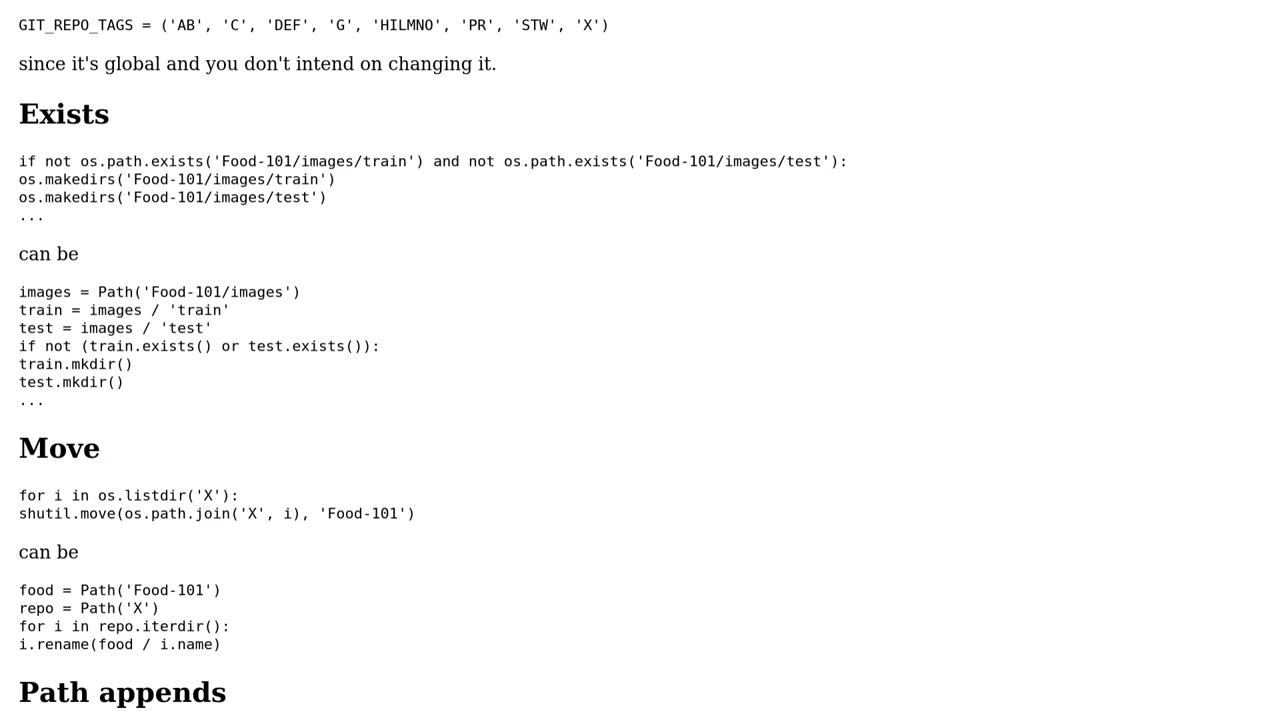 GIT_REPO_TAGS = ('AB', 'C', 'DEF', 'G', 'HILMNO', 'PR', 'STW', 'X')
since it's global and you don't intend on changing it.
Exists
if not os.path.exists('Food-101/images/train') and not os.path.exists('Food-101/images/test'):
os.makedirs('Food-101/images/train')
os.makedirs('Food-101/images/test')
...
can be
images = Path('Food-101/images')
train = images / 'train'
test = images / 'test'
if not (train.exists() or test.exists()):
train.mkdir()
test.mkdir()
...
Move
for i in os.listdir('X'):
shutil.move(os.path.join('X', i), 'Food-101')
can be
food = Path('Food-101')
repo = Path('X')
for i in repo.iterdir():
i.rename(food / i.name)
Path appends